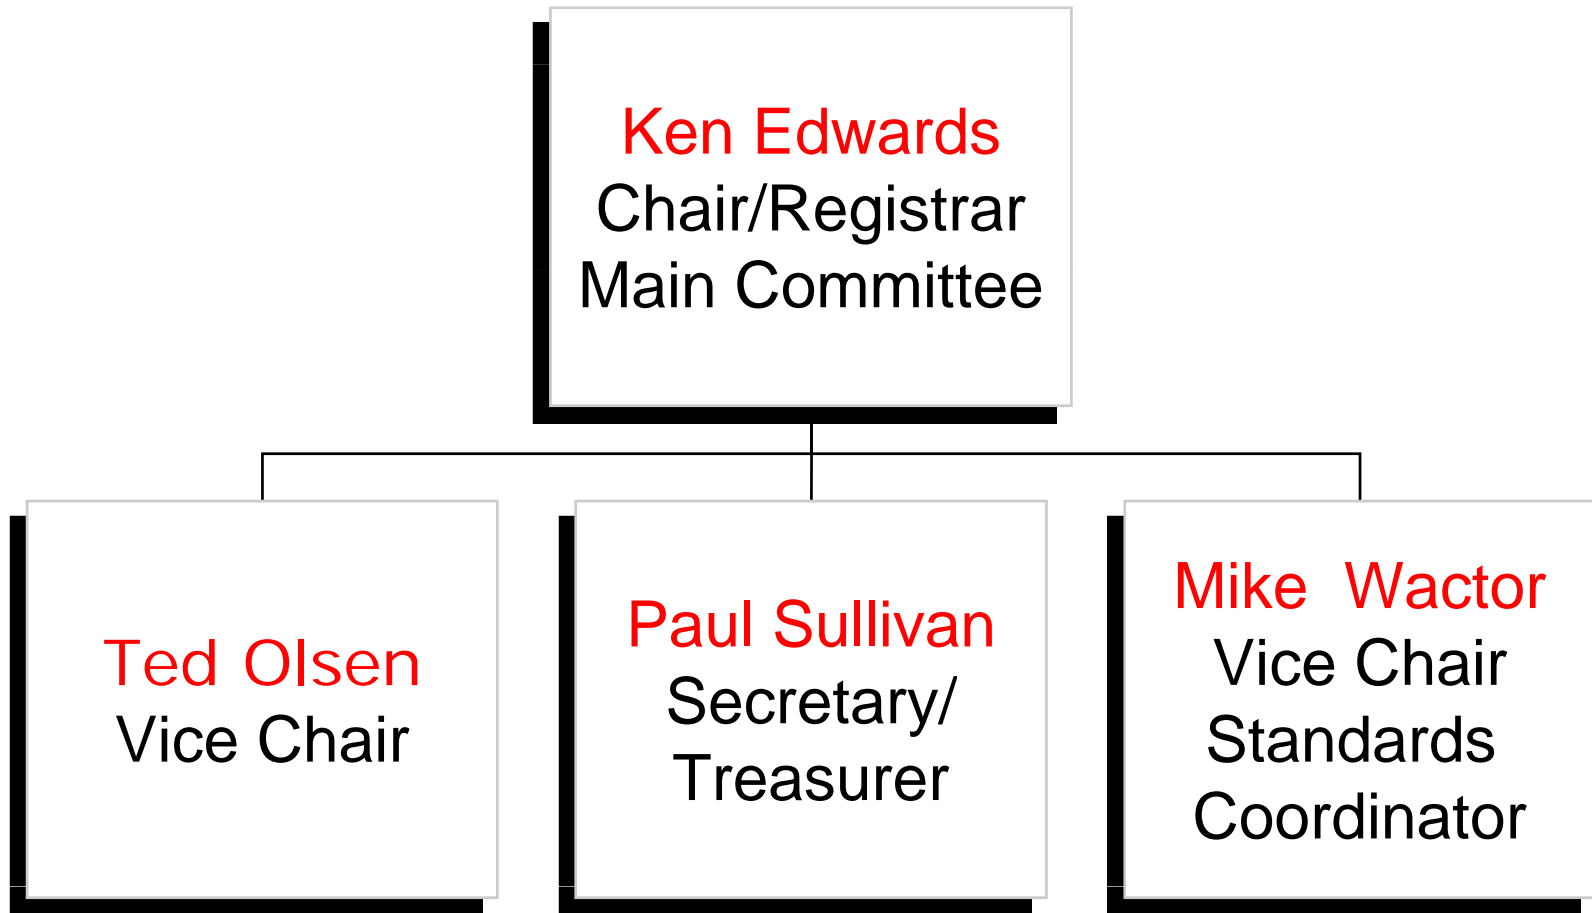 Ken Edwards
Chair/Registrar
Main Committee
Ted Olsen
Vice Chair
Paul Sullivan
Secretary/
Treasurer
Mike  Wactor
Vice Chair
Standards
Coordinator